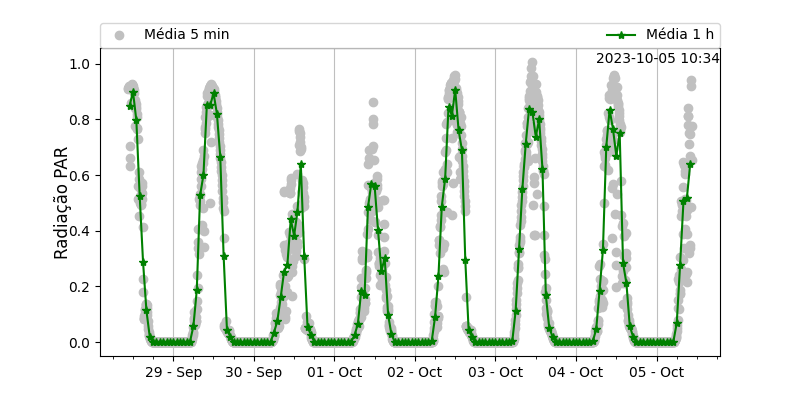 Média 5 min
Média 1 h
2023-10-05 10:34
Radiação PAR
1.0
0.8
0.6
0.4
0.2
0.0
29 - Sep
30 - Sep
01 - Oct
02 - Oct
03 - Oct
04 - Oct
05 - Oct